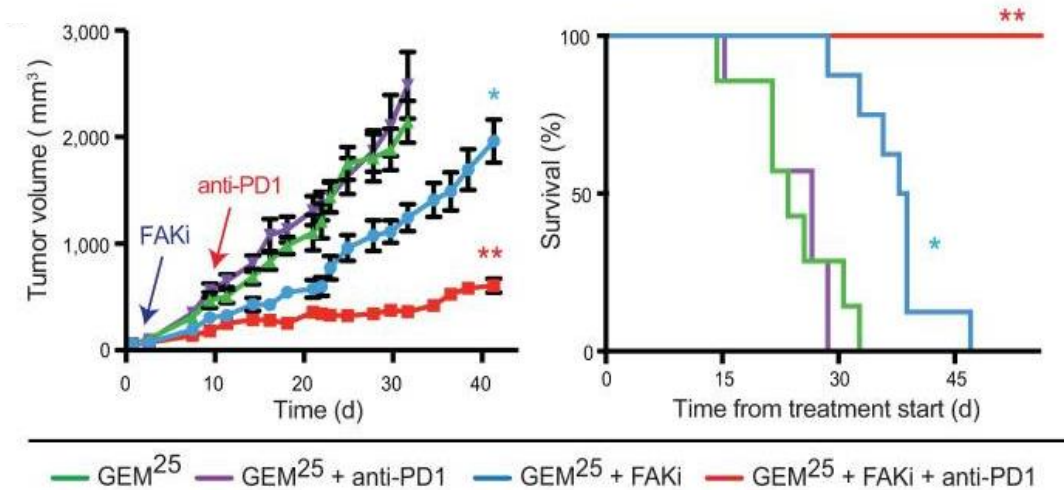 3,000
2,000
1,000
0
Tumor volume ( mm³ )
FAKi
anti-PD1
*
**
0 10 20 30 40
Time (d)
100
50
0
Survival (%)
**
*
0 15 30 45
Time from treatment start (d)
GEM²⁵ GEM²⁵ + anti-PD1 GEM²⁵ + FAKi GEM²⁵ + FAKi + anti-PD1